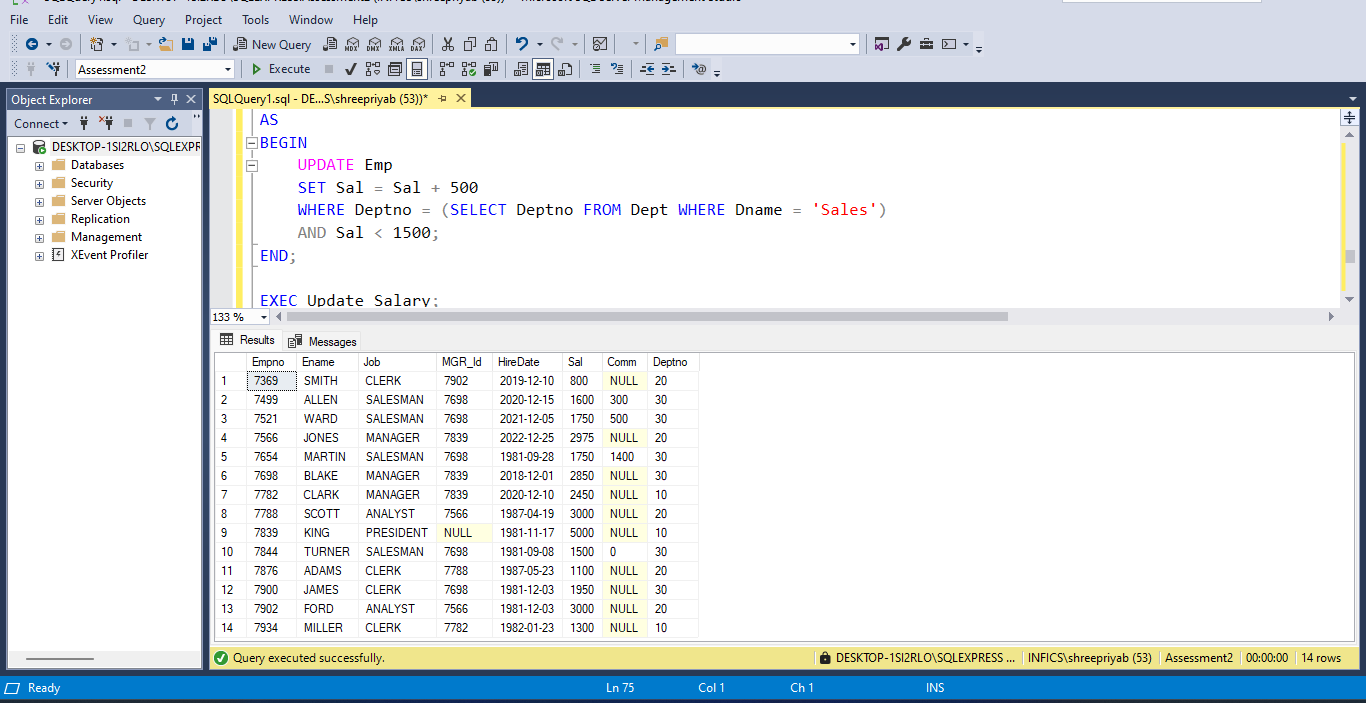 File Edit View Query Project Tools Window Help
New Query MDX DMX XMLA DAX
Assessment2 Execute
Object Explorer
Connect
DESKTOP-1SI2RLO\SQLEXPR
Databases
Security
Server Objects
Replication
Management
XEvent Profiler
SQLQuery1.sql - DE...S\shreepriyab (53))*
AS
BEGIN
UPDATE Emp
SET Sal = Sal + 500
WHERE Deptno = (SELECT Deptno FROM Dept WHERE Dname = 'Sales')
AND Sal < 1500;
END;
EXEC Update_Salary;
133 %
Results Messages
Empno Ename Job MGR_Id HireDate Sal Comm Deptno
1 7369 SMITH CLERK 7902 2019-12-10 800 NULL 20
2 7499 ALLEN SALESMAN 7698 2020-12-15 1600 300 30
3 7521 WARD SALESMAN 7698 2021-12-05 1750 500 30
4 7566 JONES MANAGER 7839 2022-12-25 2975 NULL 20
5 7654 MARTIN SALESMAN 7698 1981-09-28 1750 1400 30
6 7698 BLAKE MANAGER 7839 2018-12-01 2850 NULL 30
7 7782 CLARK MANAGER 7839 2020-12-10 2450 NULL 10
8 7788 SCOTT ANALYST 7566 1987-04-19 3000 NULL 20
9 7839 KING PRESIDENT NULL 1981-11-17 5000 NULL 10
10 7844 TURNER SALESMAN 7698 1981-09-08 1500 0 30
11 7876 ADAMS CLERK 7788 1987-05-23 1100 NULL 20
12 7900 JAMES CLERK 7698 1981-12-03 1950 NULL 30
13 7902 FORD ANALYST 7566 1981-12-03 3000 NULL 20
14 7934 MILLER CLERK 7782 1982-01-23 1300 NULL 10
Query executed successfully. DESKTOP-1SI2RLO\SQLEXPRESS ... INFICS\shreepriyab (53) Assessment2 00:00:00 14 rows
Ready Ln 75 Col 1 Ch 1 INS